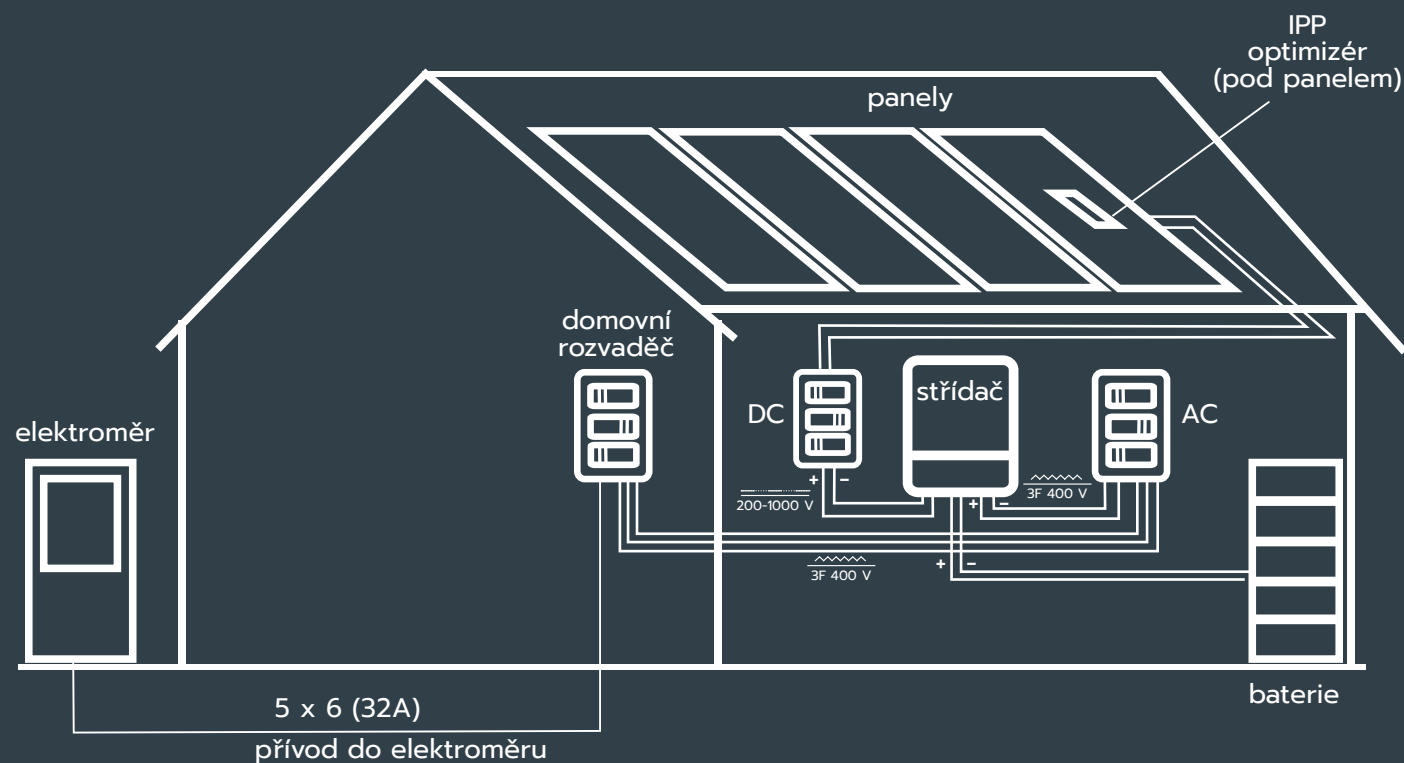 IPP
optimizér
(pod panelem)
panely
domovní
rozvaděč
elektroměr
DC
střídač
AC
+ −
200-1000 V
+ −
3F 400 V
3F 400 V
+ −
5 x 6 (32A)
přívod do elektroměru
baterie